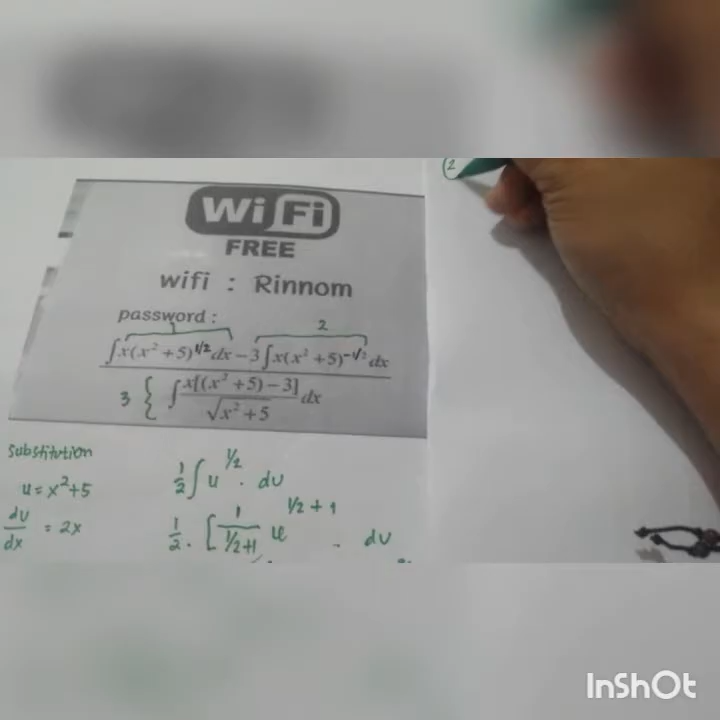 (2
WiFi
FREE
wifi : Rinnom
password :
1 2
∫x(x² + 5)^1/2 dx − 3∫x(x² + 5)^−1/2 dx
3 { ∫ x[(x² + 5) − 3] / √x² + 5 dx
Substitution
u = x² + 5
du/dx = 2x
1/2 ∫ u^1/2 . du
1/2 . [ 1/(1/2+1) u^1/2 + 1 . du
InShOt